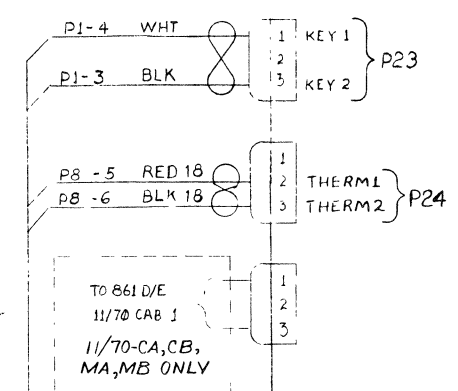 P1-4 WHT 1 KEY 1
2 P23
P1-3 BLK 3 KEY 2
1
P8 -5 RED 18 2 THERM1
P8 -6 BLK 18 3 THERM2 P24
1
TO 861 D/E 2
11/70 CAB 1 3
11/70-CA,CB,
MA,MB ONLY